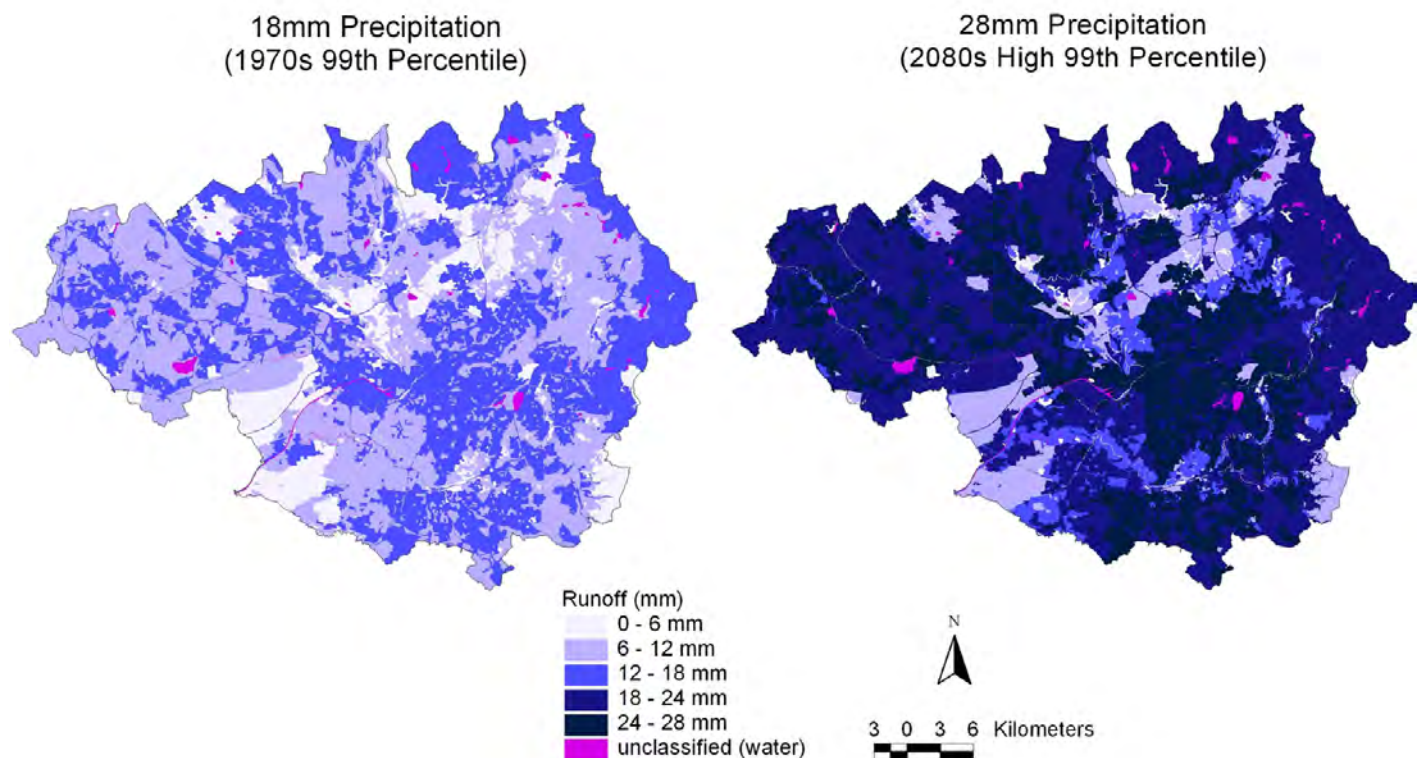 18mm Precipitation
(1970s 99th Percentile)
28mm Precipitation
(2080s High 99th Percentile)
Runoff (mm)
0 - 6 mm
6 - 12 mm
12 - 18 mm
18 - 24 mm
24 - 28 mm
unclassified (water)
N
3 0 3 6 Kilometers